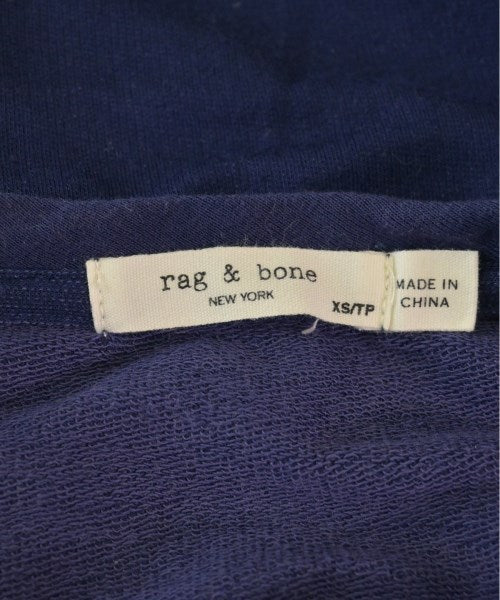 rag & bone
NEW YORK
XS/TP
MADE IN
CHINA